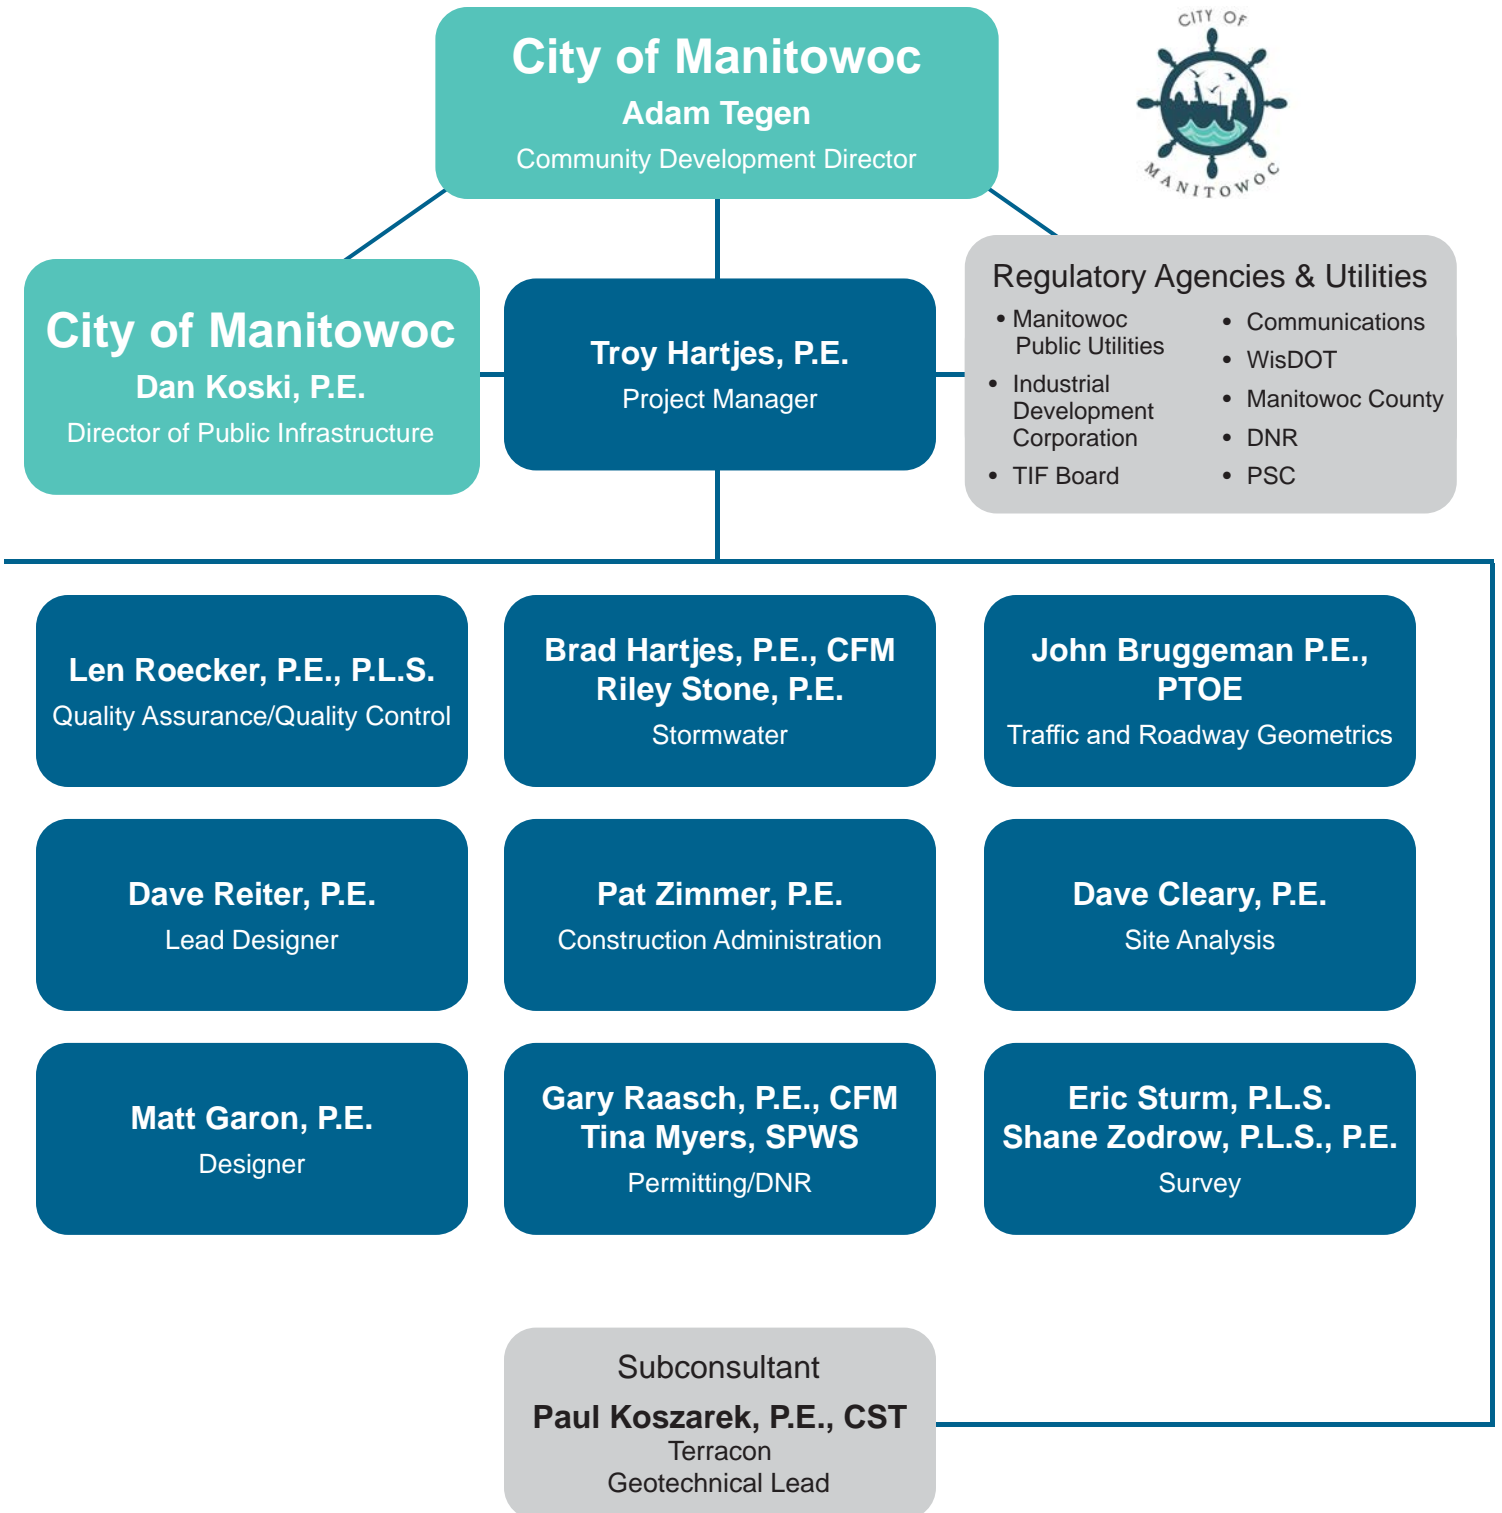 City of Manitowoc
Adam Tegen
Community Development Director
CITY OF
MANITOWOC
City of Manitowoc
Dan Koski, P.E.
Director of Public Infrastructure
Troy Hartjes, P.E.
Project Manager
Regulatory Agencies & Utilities
• Manitowoc
Public Utilities
• Industrial
Development
Corporation
• TIF Board
• Communications
• WisDOT
• Manitowoc County
• DNR
• PSC
Len Roecker, P.E., P.L.S.
Quality Assurance/Quality Control
Brad Hartjes, P.E., CFM
Riley Stone, P.E.
Stormwater
John Bruggeman P.E.,
PTOE
Traffic and Roadway Geometrics
Dave Reiter, P.E.
Lead Designer
Pat Zimmer, P.E.
Construction Administration
Dave Cleary, P.E.
Site Analysis
Matt Garon, P.E.
Designer
Gary Raasch, P.E., CFM
Tina Myers, SPWS
Permitting/DNR
Eric Sturm, P.L.S.
Shane Zodrow, P.L.S., P.E.
Survey
Subconsultant
Paul Koszarek, P.E., CST
Terracon
Geotechnical Lead